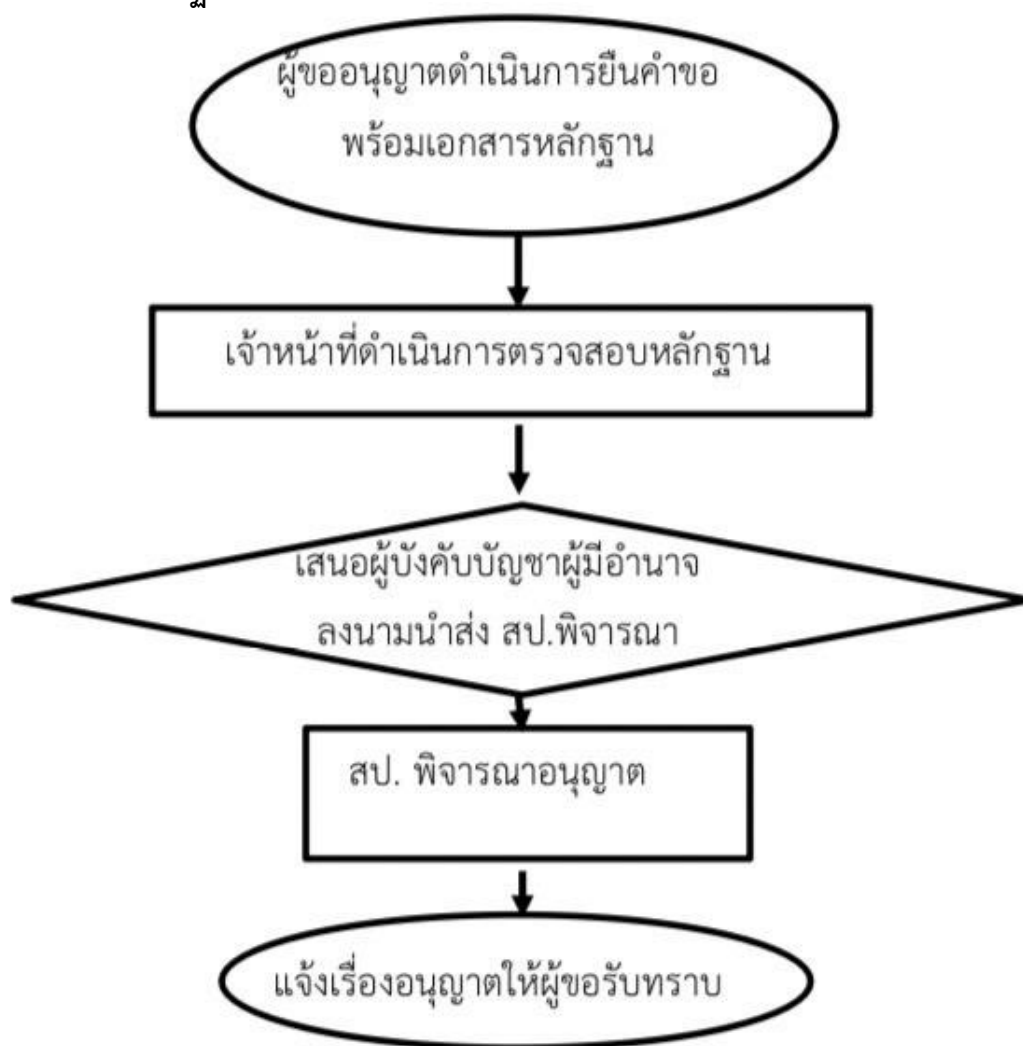 ผู้ขออนุญาตดำเนินการยื่นคำขอ
พร้อมเอกสารหลักฐาน
เจ้าหน้าที่ดำเนินการตรวจสอบหลักฐาน
เสนอผู้บังคับบัญชาผู้มีอำนาจ
ลงนามนำส่ง สป.พิจารณา
สป. พิจารณาอนุญาต
แจ้งเรื่องอนุญาตให้ผู้ขอรับทราบ